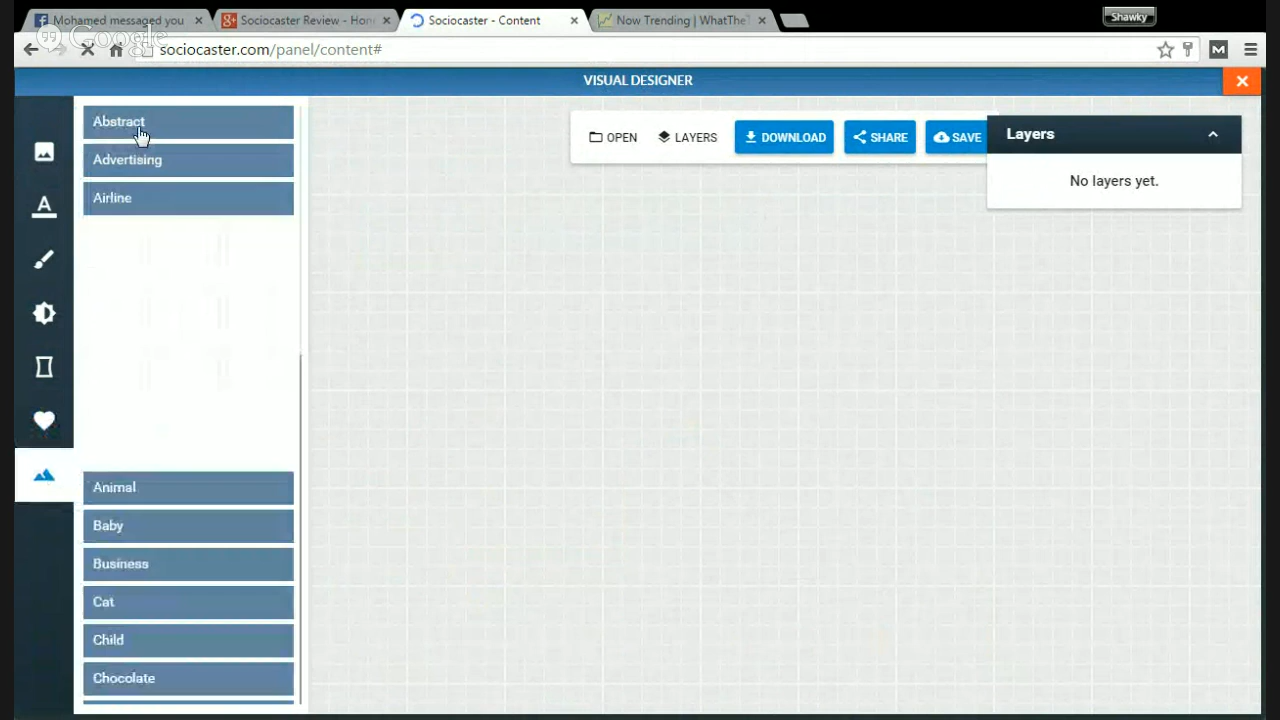 Mohamed messaged you
Sociocaster Review - Hon
Sociocaster - Content
Now Trending | WhatTheT
Shawky
Google
sociocaster.com/panel/content#
M
VISUAL DESIGNER
Abstract
Advertising
Airline
Animal
Baby
Business
Cat
Child
Chocolate
OPEN
LAYERS
DOWNLOAD
SHARE
SAVE
Layers
No layers yet.